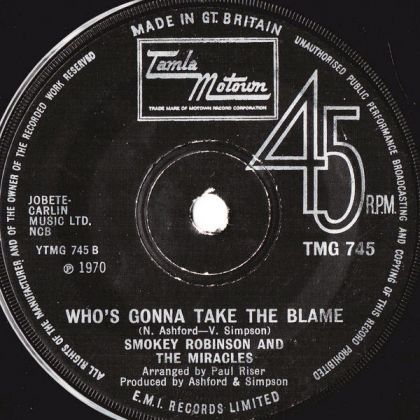 MADE IN GT. BRITAIN
UNAUTHORISED PUBLIC PERFORMANCE BROADCASTING AND COPYING OF THIS RECORD PROHIBITED
ALL RIGHTS OF THE MANUFACTURER AND OF THE OWNER OF THE RECORDED WORK RESERVED
Tamla
Motown
TRADE MARK OF MOTOWN RECORD CORPORATION
45
R.P.M.
JOBETE-
CARLIN
MUSIC LTD.
NCB
YTMG 745 B
TMG 745
℗ 1970
WHO'S GONNA TAKE THE BLAME
(N. Ashford—V. Simpson)
SMOKEY ROBINSON AND
THE MIRACLES
Arranged by Paul Riser
Produced by Ashford & Simpson
E.M.I. RECORDS LIMITED